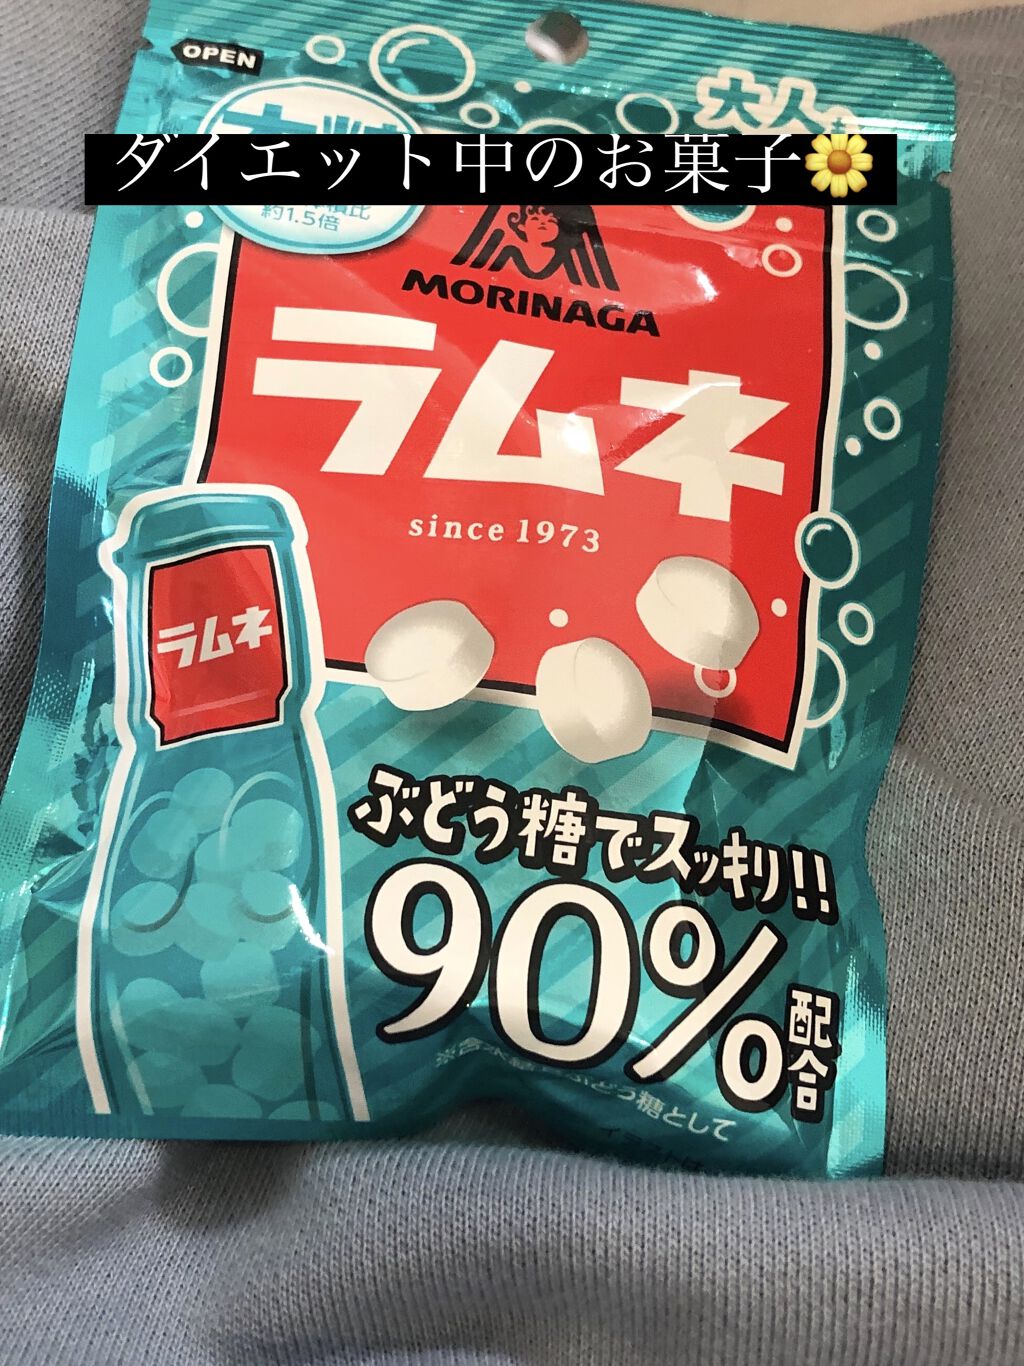 OPEN
大人
ダイエット中のお菓子🌼
約1.5倍
MORINAGA
ラムネ
since 1973
ラムネ
ぶどう糖でスッキリ!!
90%
配合
ぶどう糖として